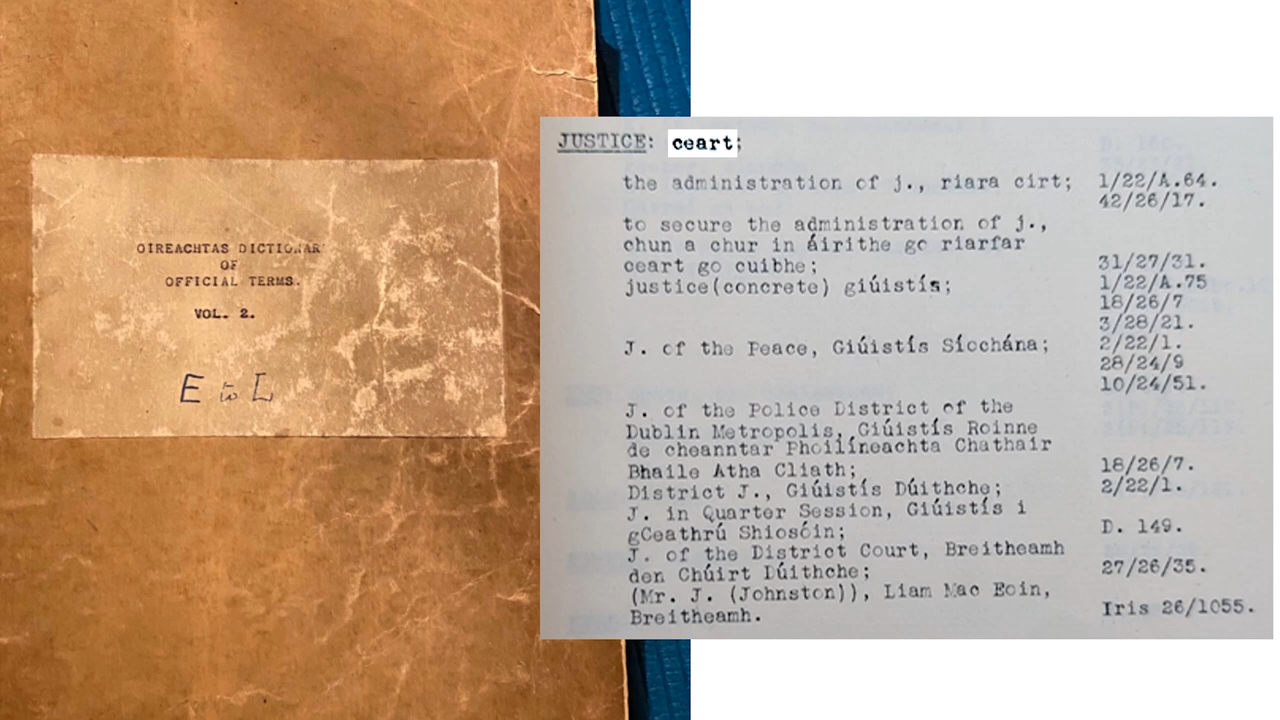 OIREACHTAS DICTIONAR
OF
OFFICIAL TERMS.
VOL. 2.
E to L
JUSTICE: ceart;
the administration of j., riara cirt; 1/22/A.64.
42/26/17.
to secure the administration of j.,
chun a chur in áirithe go riarfar
ceart go cuibhe; 31/27/31.
justice(concrete) giúistís; 1/22/A.75
18/26/7
3/28/21.
J. of the Peace, Giúistís Síochána; 2/22/1.
28/24/9
10/24/51.
J. of the Police District of the
Dublin Metropolis, Giúistís Roinne
de cheanntar Phoilíneachta Chathair
Bhaile Atha Cliath; 18/26/7.
District J., Giúistís Dúithche; 2/22/1.
J. in Quarter Session, Giúistís i
gCeathrú Shiosóin; D. 149.
J. of the District Court, Breitheamh
den Chúirt Dúithche; 27/26/35.
(Mr. J. (Johnston)), Liam Mac Eoin,
Breitheamh. Iris 26/1055.